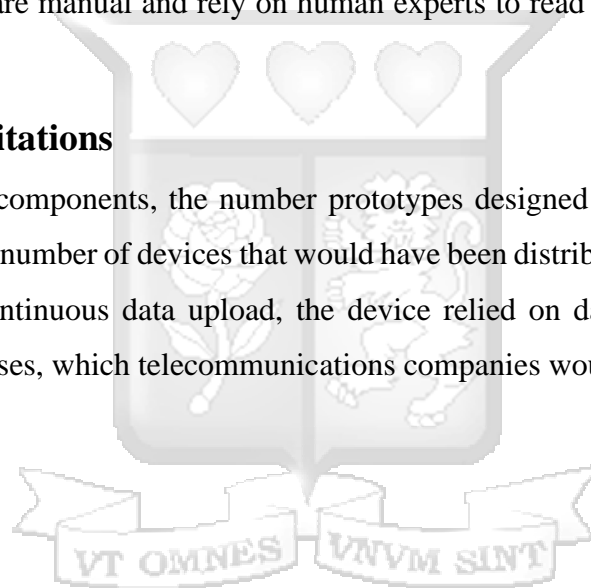 are manual and rely on human experts to read
itations
components, the number prototypes designed
number of devices that would have been distrib
ntinuous data upload, the device relied on da
ses, which telecommunications companies wou
VT OMNES VNVM SINT